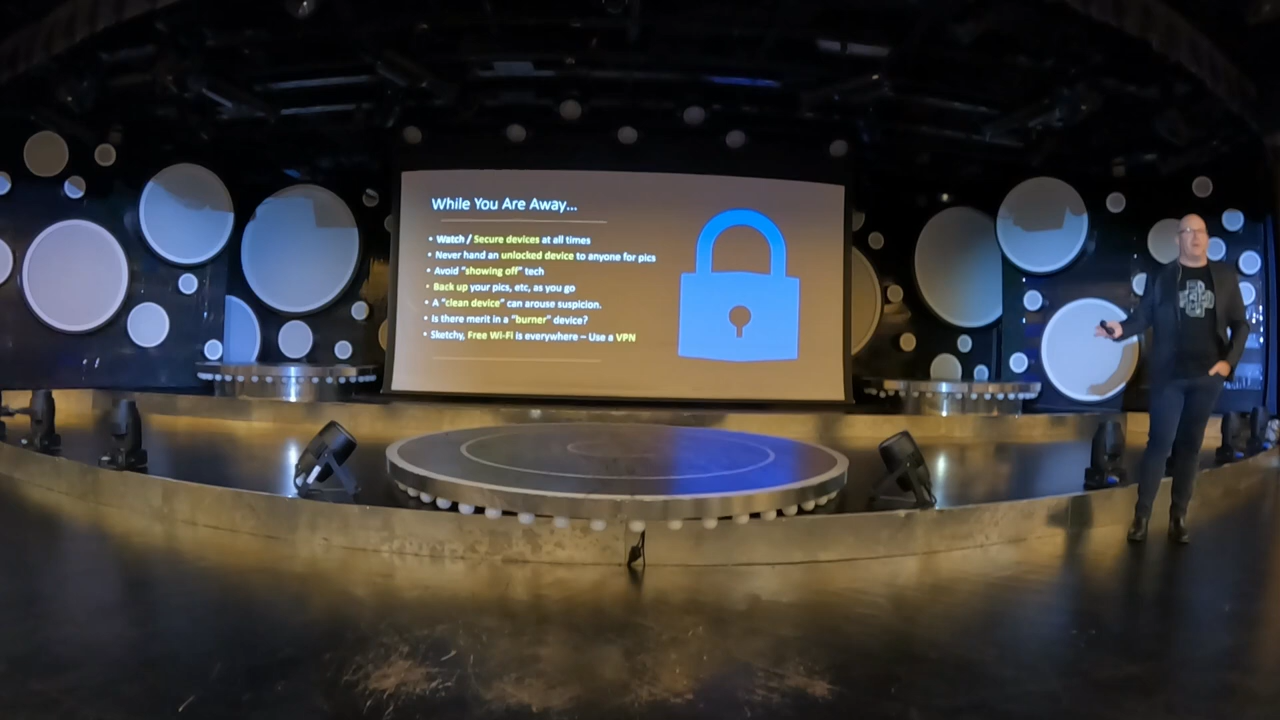 While You Are Away...
• Watch / Secure devices at all times
• Never hand an unlocked device to anyone for pics
• Avoid "showing off" tech
• Back up your pics, etc, as you go
• A "clean device" can arouse suspicion.
• Is there merit in a "burner" device?
• Sketchy, Free Wi-Fi is everywhere – Use a VPN